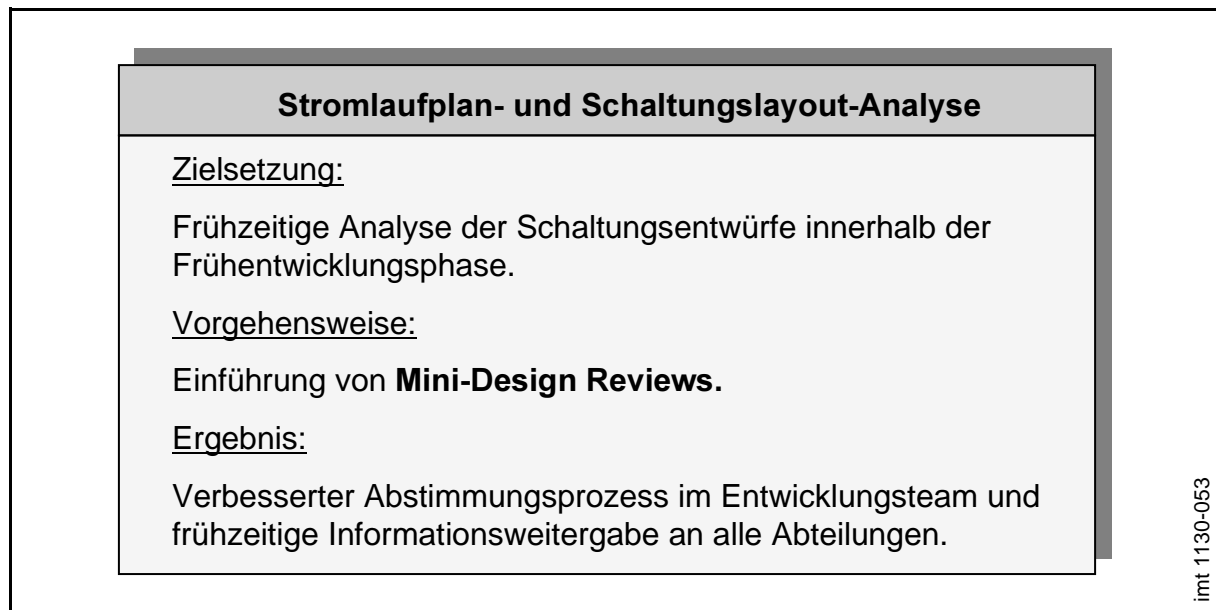 Stromlaufplan- und Schaltungslayout-Analyse
Zielsetzung:
Frühzeitige Analyse der Schaltungsentwürfe innerhalb der
Frühentwicklungsphase.
Vorgehensweise:
Einführung von Mini-Design Reviews.
Ergebnis:
Verbesserter Abstimmungsprozess im Entwicklungsteam und
frühzeitige Informationsweitergabe an alle Abteilungen.
imt 1130-053